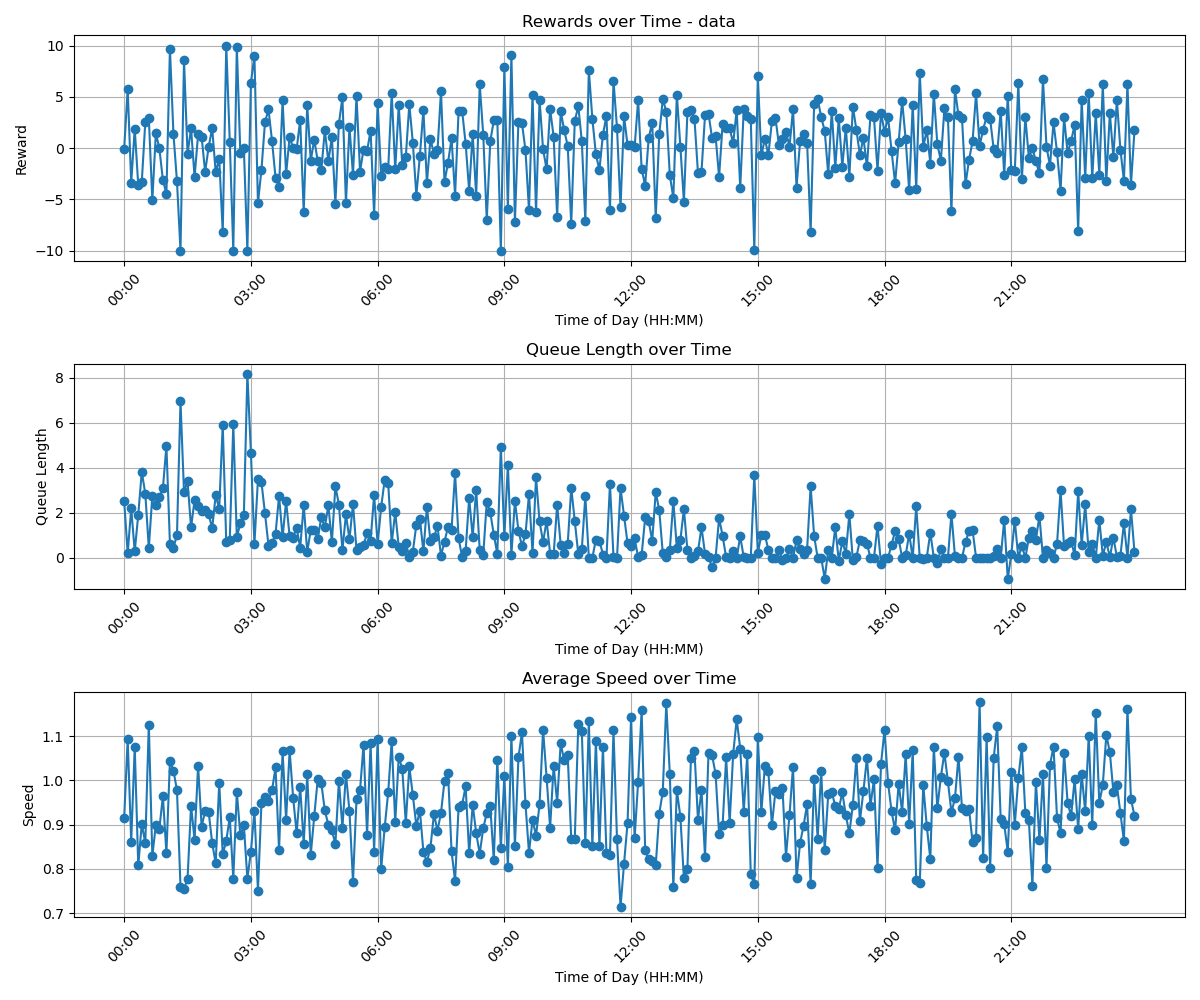 Rewards over Time - data
10
5
0
−5
−10
Reward
00:00 03:00 06:00 09:00 12:00 15:00 18:00 21:00
Time of Day (HH:MM)
Queue Length over Time
8
6
4
2
0
Queue Length
00:00 03:00 06:00 09:00 12:00 15:00 18:00 21:00
Time of Day (HH:MM)
Average Speed over Time
1.1
1.0
0.9
0.8
0.7
Speed
00:00 03:00 06:00 09:00 12:00 15:00 18:00 21:00
Time of Day (HH:MM)